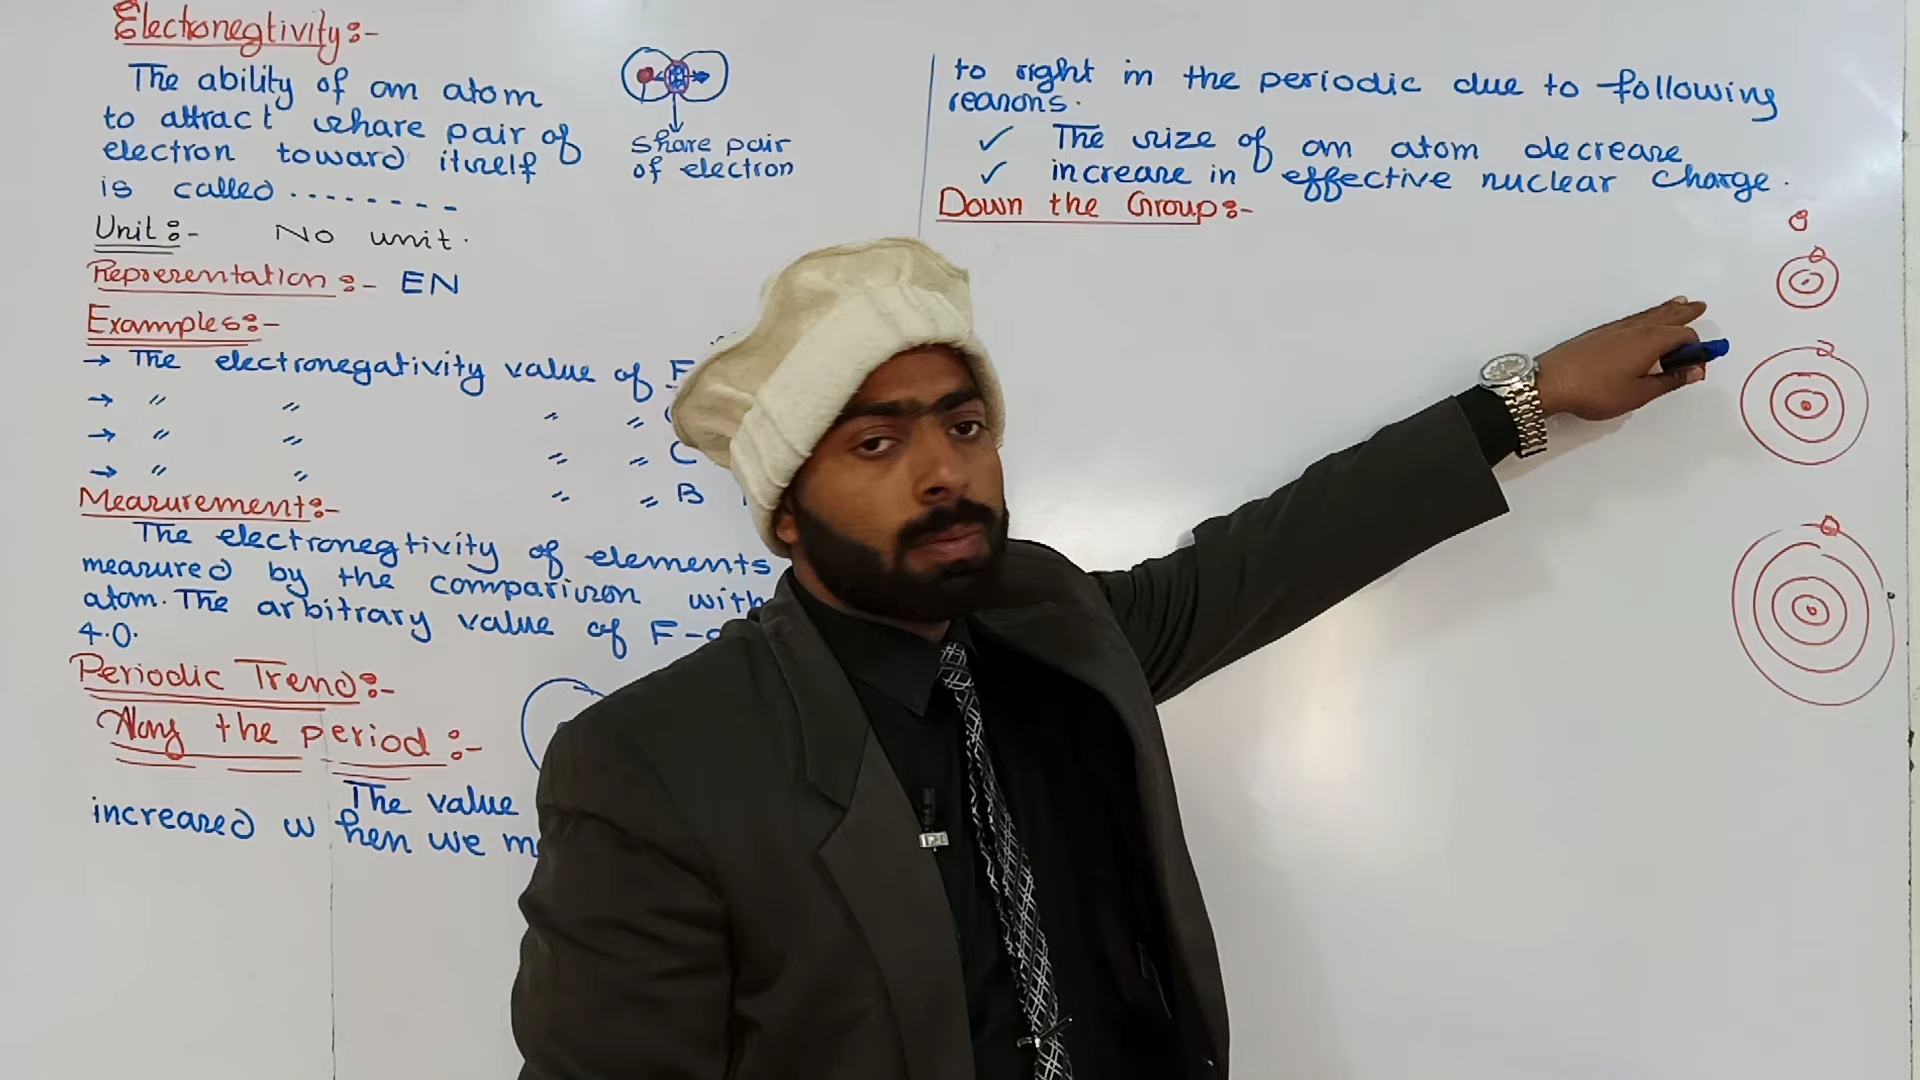 Electronegtivity:-
The ability of an atom
to attract share pair of
electron toward itself
is called --------
Unit:- No unit.
Representation:- EN
Examples:-
→ The electronegativity value of F
→ " " " "
→ " " " " C
→ " " " " B
Measurement:-
The electronegtivity of elements
measured by the comparison with
atom. The arbitrary value of F-
4.0.
Periodic Trend:-
Along the period:-
The value
increased when we m
share pair
of electron
to right in the periodic due to following
reasons.
✓ The size of an atom decrease
✓ increase in effective nuclear charge.
Down the Group:-